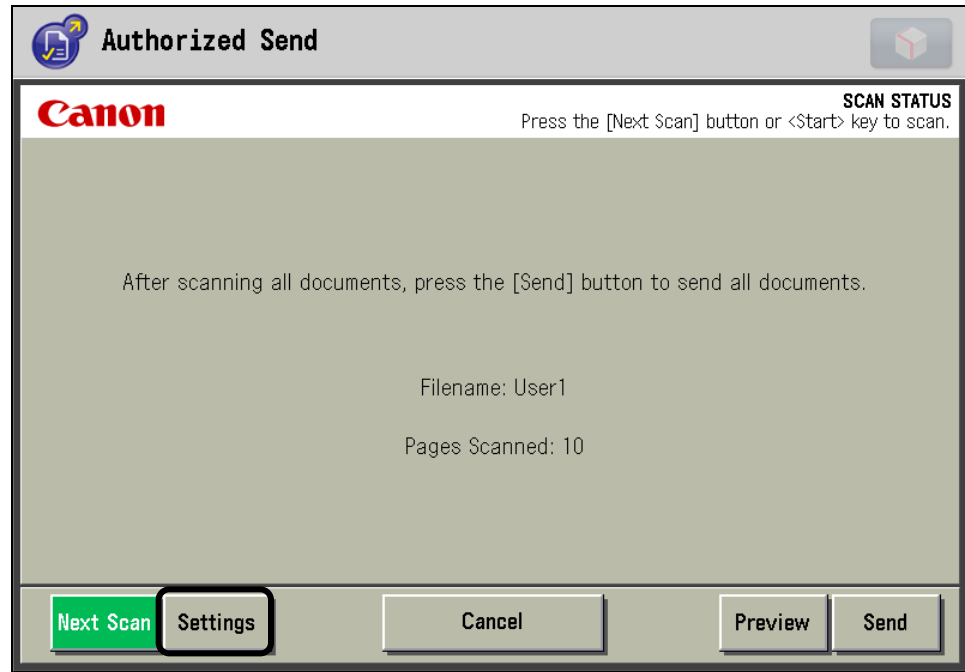 Authorized Send
Canon
SCAN STATUS
Press the [Next Scan] button or <Start> key to scan.
After scanning all documents, press the [Send] button to send all documents.
Filename: User1
Pages Scanned: 10
Next Scan Settings Cancel Preview Send